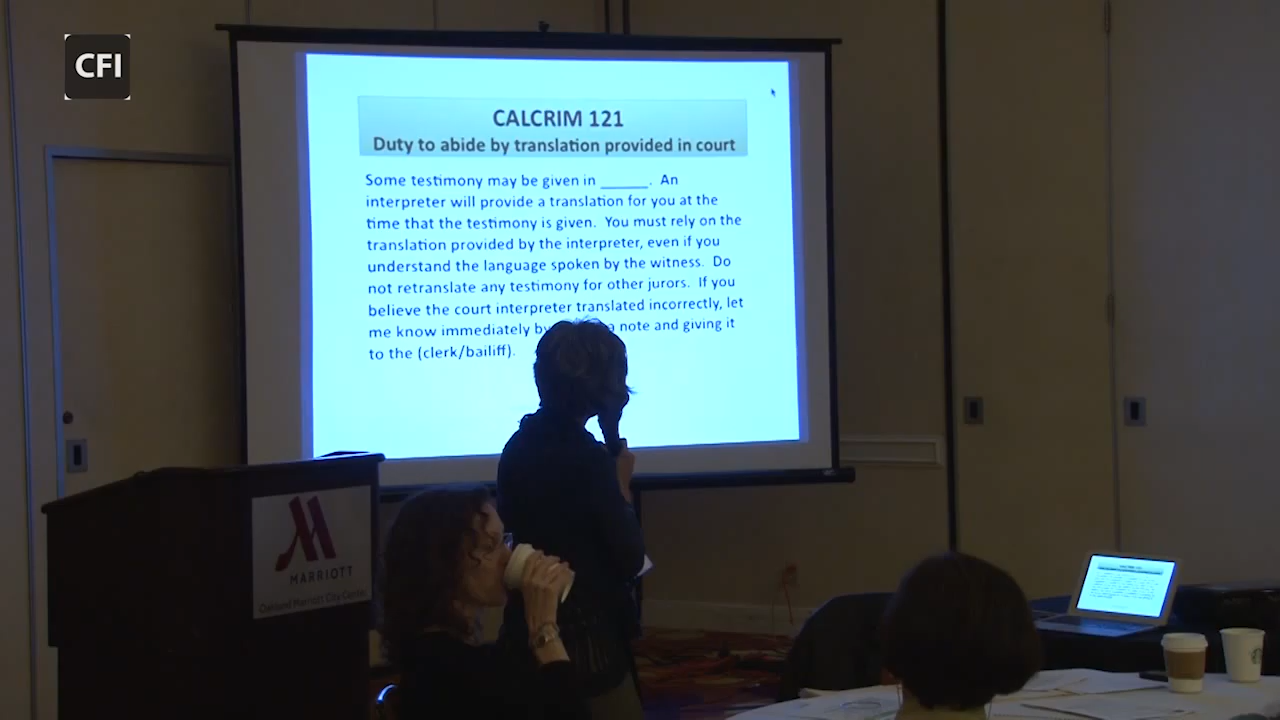 CFI
CALCRIM 121
Duty to abide by translation provided in court
Some testimony may be given in ______. An
interpreter will provide a translation for you at the
time that the testimony is given. You must rely on the
translation provided by the interpreter, even if you
understand the language spoken by the witness. Do
not retranslate any testimony for other jurors. If you
believe the court interpreter translated incorrectly, let
me know immediately by a note and giving it
to the (clerk/bailiff).
MARRIOTT
Oakland Marriott City Center